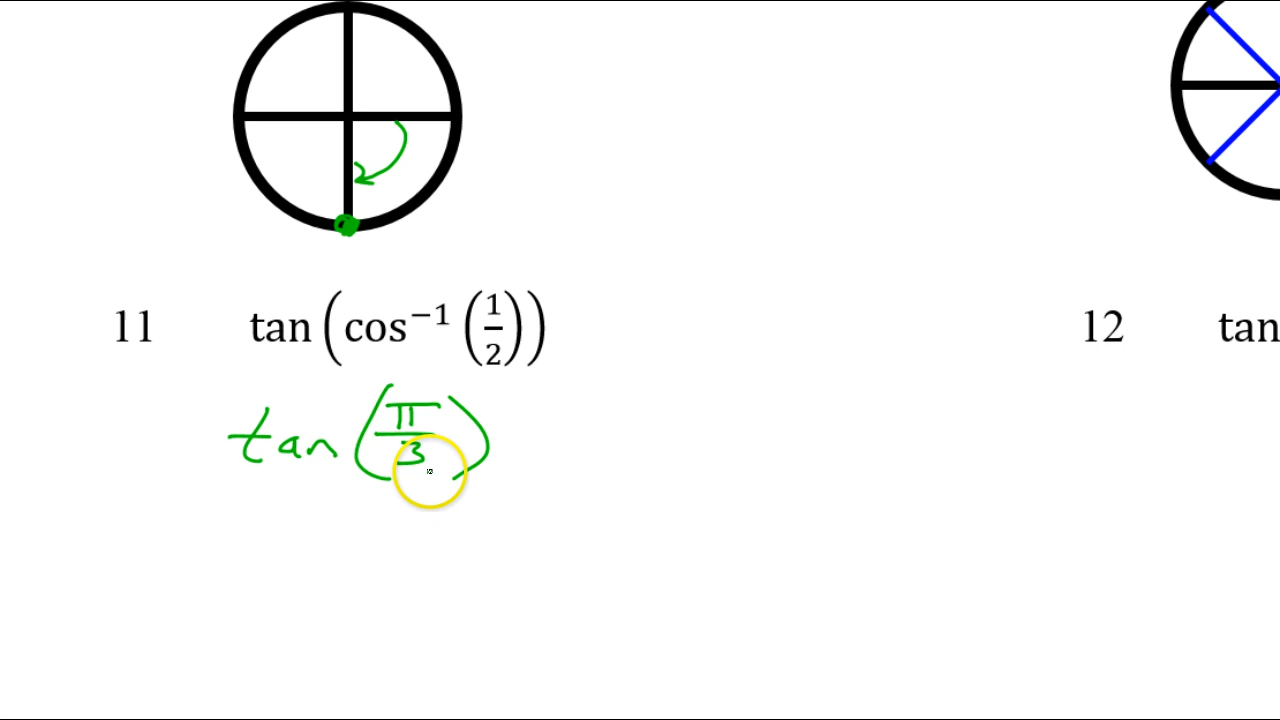 11 tan(cos⁻¹(1/2))
12 tan
tan(π/3)